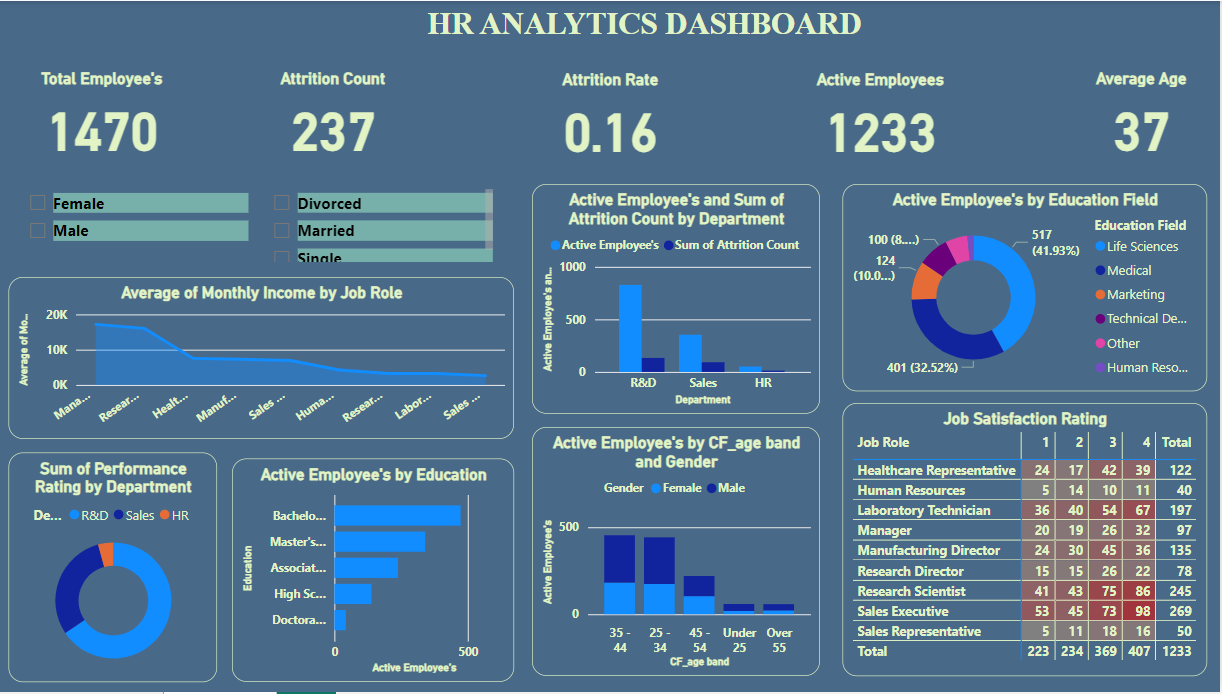 HR ANALYTICS DASHBOARD
Total Employee's
1470
Attrition Count
237
Attrition Rate
0.16
Active Employees
1233
Average Age
37
Female
Male
Divorced
Married
Single
Average of Monthly Income by Job Role
Average of Mo...
20K
10K
0K
Mana...
Resear...
Healt...
Manuf...
Sales ...
Huma...
Resear...
Labor...
Sales ...
Active Employee's and Sum of
Attrition Count by Department
Active Employee's
Sum of Attrition Count
Active Employee's an...
1000
500
0
R&D
Sales
HR
Department
Active Employee's by Education Field
517
(41.93%)
100 (8....)
124
(10.0...)
401 (32.52%)
Education Field
Life Sciences
Medical
Marketing
Technical De...
Other
Human Reso...
Sum of Performance
Rating by Department
De...
R&D
Sales
HR
Active Employee's by Education
Education
Bachelo...
Master's...
Associat...
High Sc...
Doctora...
0
500
Active Employee's
Active Employee's by CF_age band
and Gender
Gender
Female
Male
Active Employee's
500
0
35 -
44
25 -
34
45 -
54
Under
25
Over
55
CF_age band
Job Satisfaction Rating
Job Role 1 2 3 4 Total
Healthcare Representative 24 17 42 39 122
Human Resources 5 14 10 11 40
Laboratory Technician 36 40 54 67 197
Manager 20 19 26 32 97
Manufacturing Director 24 30 45 36 135
Research Director 15 15 26 22 78
Research Scientist 41 43 75 86 245
Sales Executive 53 45 73 98 269
Sales Representative 5 11 18 16 50
Total 223 234 369 407 1233